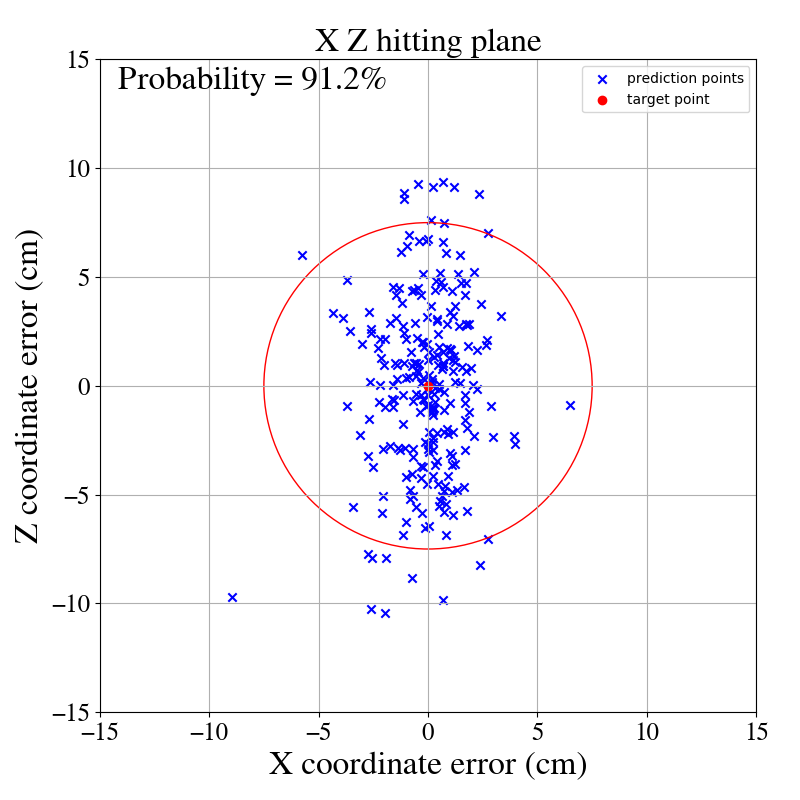 X Z hitting plane
Probability = 91.2%
prediction points
target point
15
10
5
0
−5
−10
−15
−15
−10
−5
0
5
10
15
Z coordinate error (cm)
X coordinate error (cm)